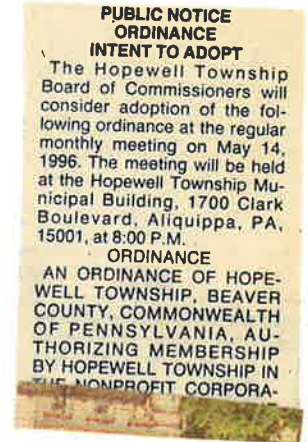 PUBLIC NOTICE
ORDINANCE
INTENT TO ADOPT
The Hopewell Township
Board of Commissioners will
consider adoption of the fol-
lowing ordinance at the regular
monthly meeting on May 14,
1996. The meeting will be held
at the Hopewell Township Mu-
nicipal Building, 1700 Clark
Boulevard, Aliquippa, PA,
15001, at 8:00 P.M.
ORDINANCE
AN ORDINANCE OF HOPE-
WELL TOWNSHIP, BEAVER
COUNTY, COMMONWEALTH
OF PENNSYLVANIA, AU-
THORIZING MEMBERSHIP
BY HOPEWELL TOWNSHIP IN
THE NONPROFIT CORPORA-